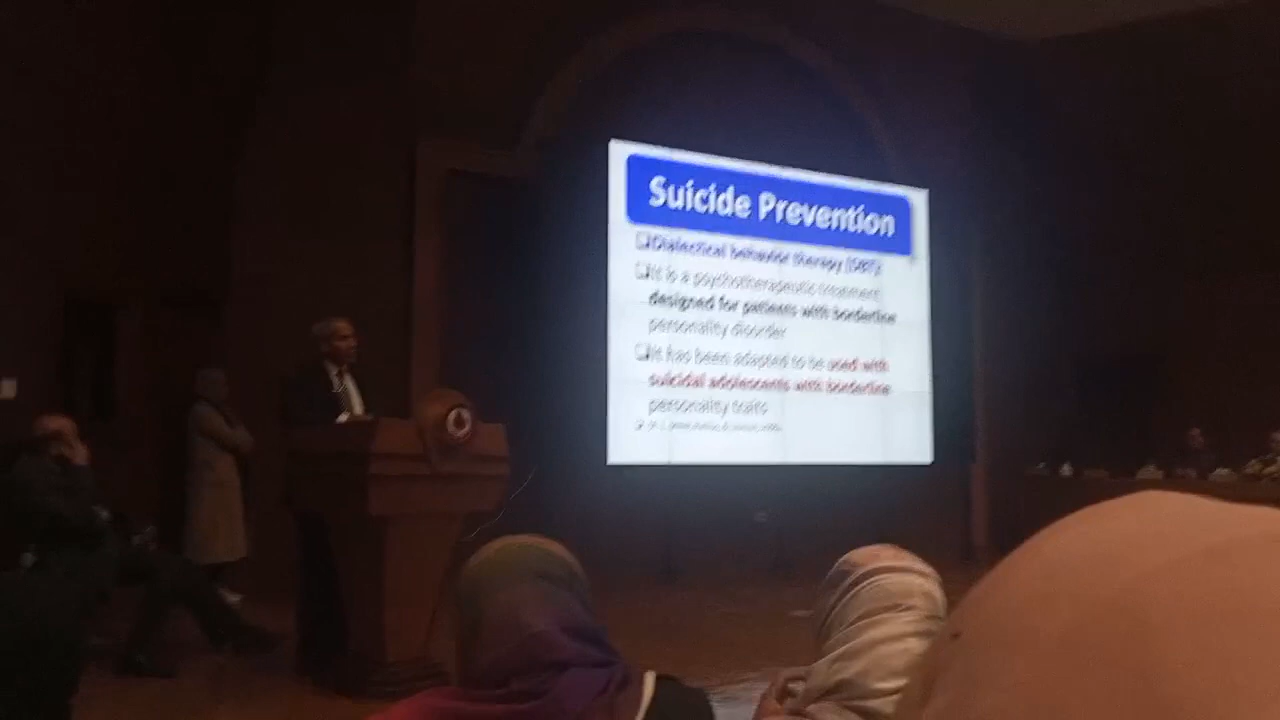 Suicide Prevention
❑Dialectical behavior therapy (DBT):
❑It is a psychotherapeutic treatment
designed for patients with borderline
personality disorder
❑It has been adapted to be used with
suicidal adolescents with borderline
personality traits